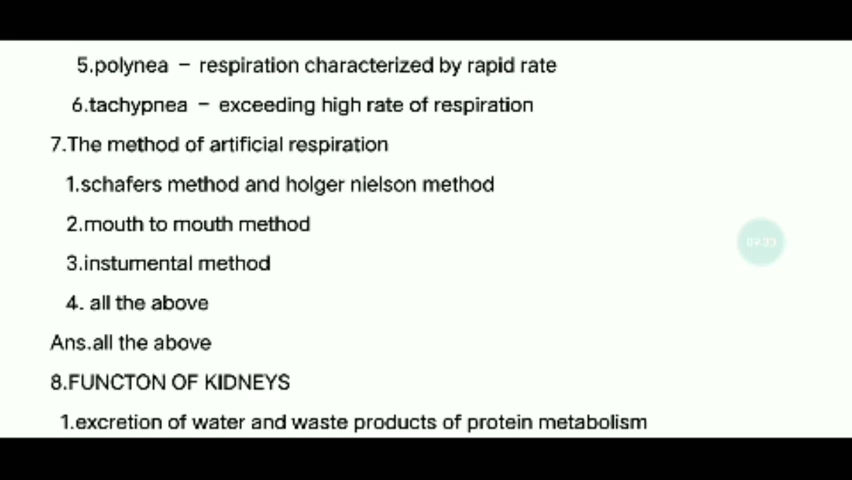 5.polynea – respiration characterized by rapid rate
6.tachypnea – exceeding high rate of respiration
7.The method of artificial respiration
1.schafers method and holger nielson method
2.mouth to mouth method
3.instumental method
4. all the above
Ans.all the above
8.FUNCTON OF KIDNEYS
1.excretion of water and waste products of protein metabolism